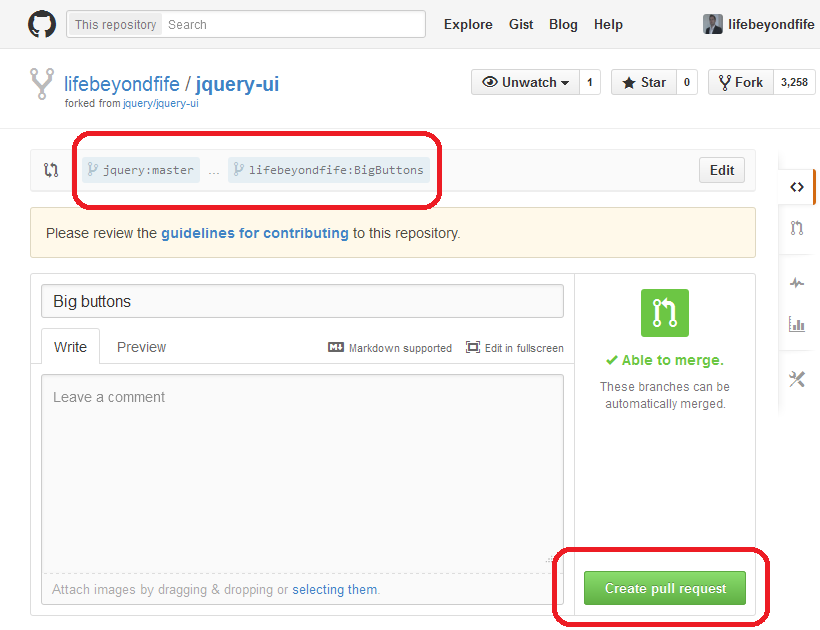 This repository Search Explore Gist Blog Help lifebeyondfife
lifebeyondfife / jquery-ui Unwatch 1 Star 0 Fork 3,258
forked from jquery/jquery-ui
jquery:master ... lifebeyondfife:BigButtons Edit
Please review the guidelines for contributing to this repository.
Big buttons
Write Preview Markdown supported Edit in fullscreen
Able to merge.
These branches can be
automatically merged.
Leave a comment
Attach images by dragging & dropping or selecting them.
Create pull request